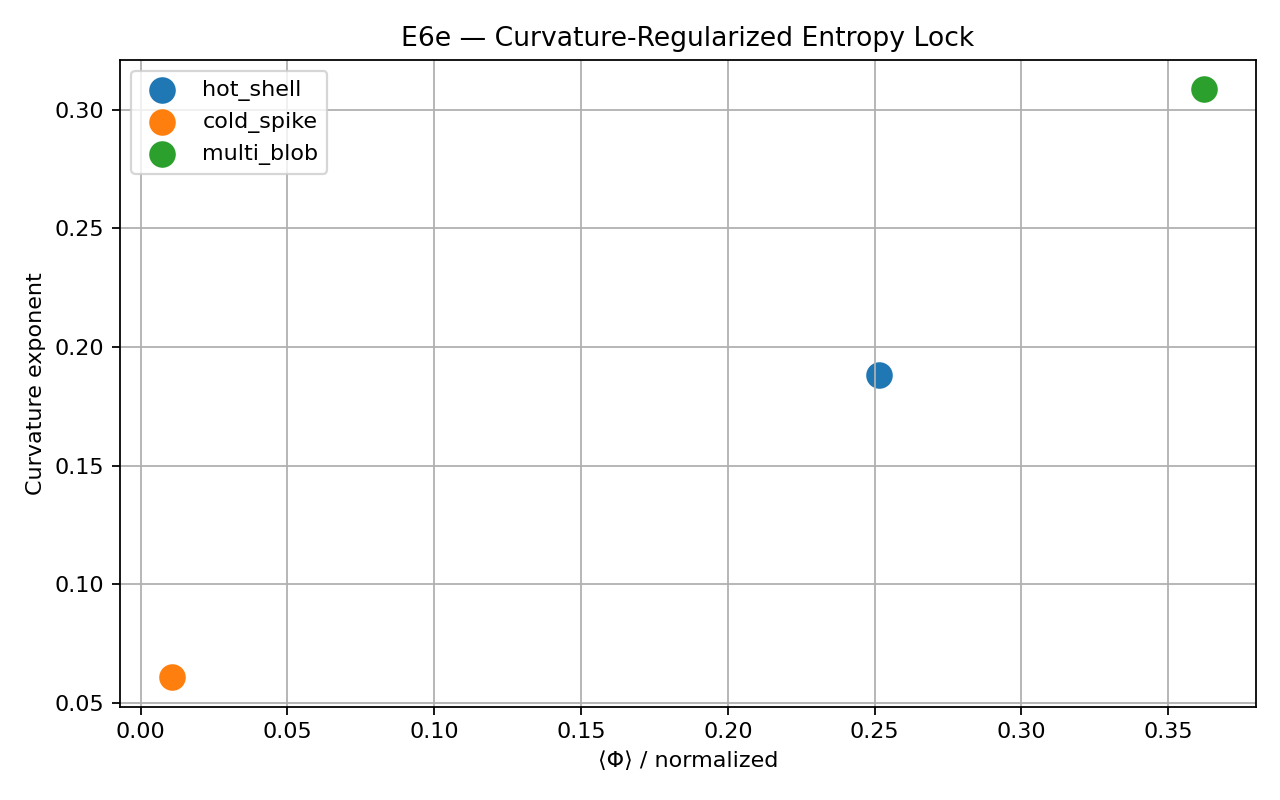 E6e — Curvature-Regularized Entropy Lock
hot_shell
cold_spike
multi_blob
Curvature exponent
0.30
0.25
0.20
0.15
0.10
0.05
0.00 0.05 0.10 0.15 0.20 0.25 0.30 0.35
⟨Φ⟩ / normalized